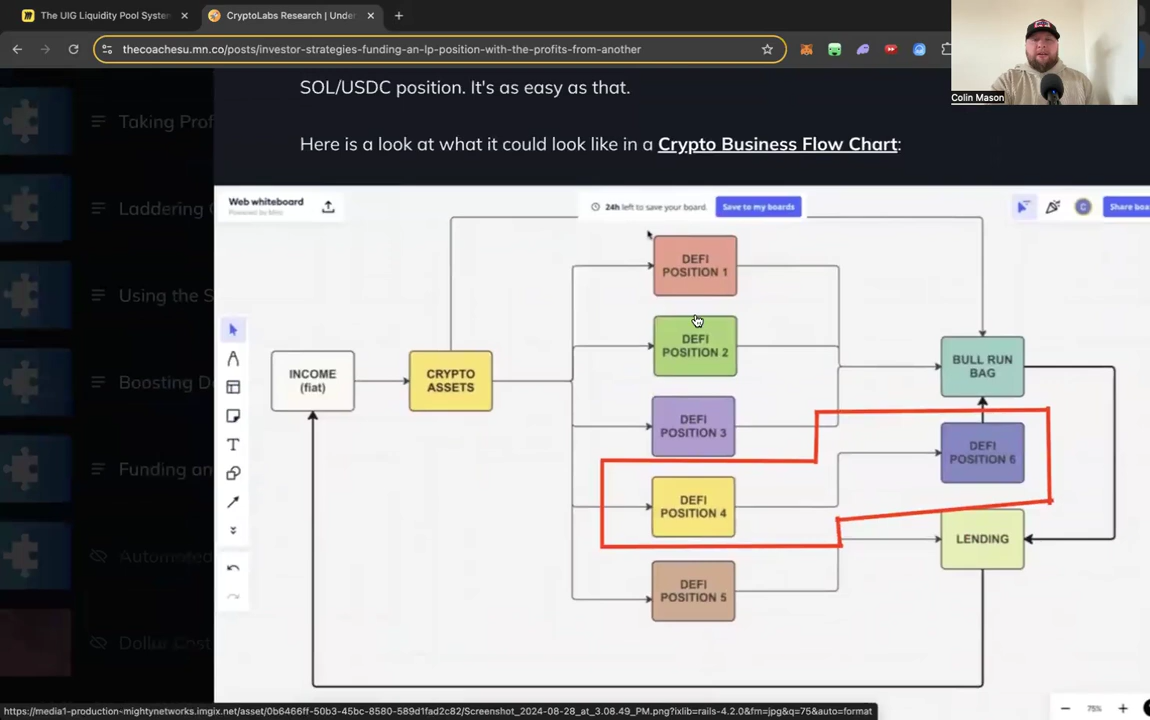 The UIG Liquidity Pool System
CryptoLabs Research | Under
thecoachesu.mn.co/posts/investor-strategies-funding-an-lp-position-with-the-profits-from-another
Colin Mason
SOL/USDC position. It's as easy as that.
Taking Prof
Here is a look at what it could look like in a Crypto Business Flow Chart:
Web whiteboard
Powered by Miro
24h left to save your board.
Save to my boards
C
Share boa
Laddering
DEFI
POSITION 1
Using the S
DEFI
POSITION 2
INCOME
(fiat)
CRYPTO
ASSETS
BULL RUN
BAG
Boosting D
DEFI
POSITION 3
DEFI
POSITION 6
Funding an
DEFI
POSITION 4
LENDING
Automated
DEFI
POSITION 5
Dollar Cost
75%
https://media1-production-mightynetworks.imgix.net/asset/0b6466ff-50b3-45bc-8580-589d1fad2c82/Screenshot_2024-08-28_at_3.08.49_PM.png?ixlib=rails-4.2.0&fm=jpg&q=75&auto=format